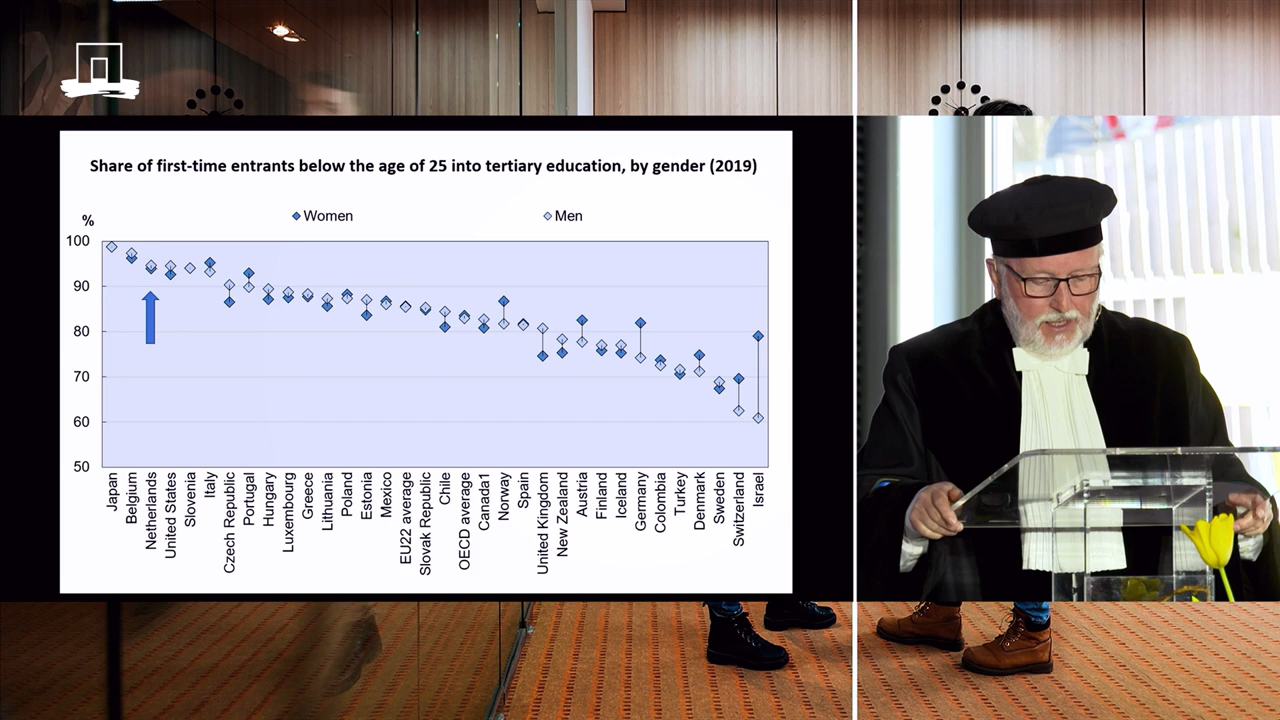 Share of first-time entrants below the age of 25 into tertiary education, by gender (2019)
Women
Men
%
100
90
80
70
60
50
Japan
Belgium
Netherlands
United States
Slovenia
Italy
Czech Republic
Portugal
Hungary
Luxembourg
Greece
Lithuania
Poland
Estonia
Mexico
EU22 average
Slovak Republic
Chile
OECD average
Canada1
Norway
Spain
United Kingdom
New Zealand
Austria
Finland
Iceland
Germany
Colombia
Turkey
Denmark
Sweden
Switzerland
Israel